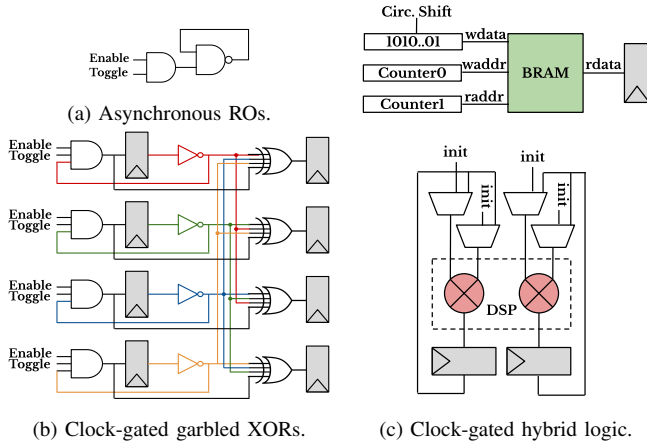 Enable
Toggle
(a) Asynchronous ROs.
Circ. Shift
1010..01
wdata
Counter0
waddr
BRAM
rdata
Counter1
raddr
Enable
Toggle
Enable
Toggle
Enable
Toggle
Enable
Toggle
(b) Clock-gated garbled XORs.
init
init
init
init
DSP
(c) Clock-gated hybrid logic.